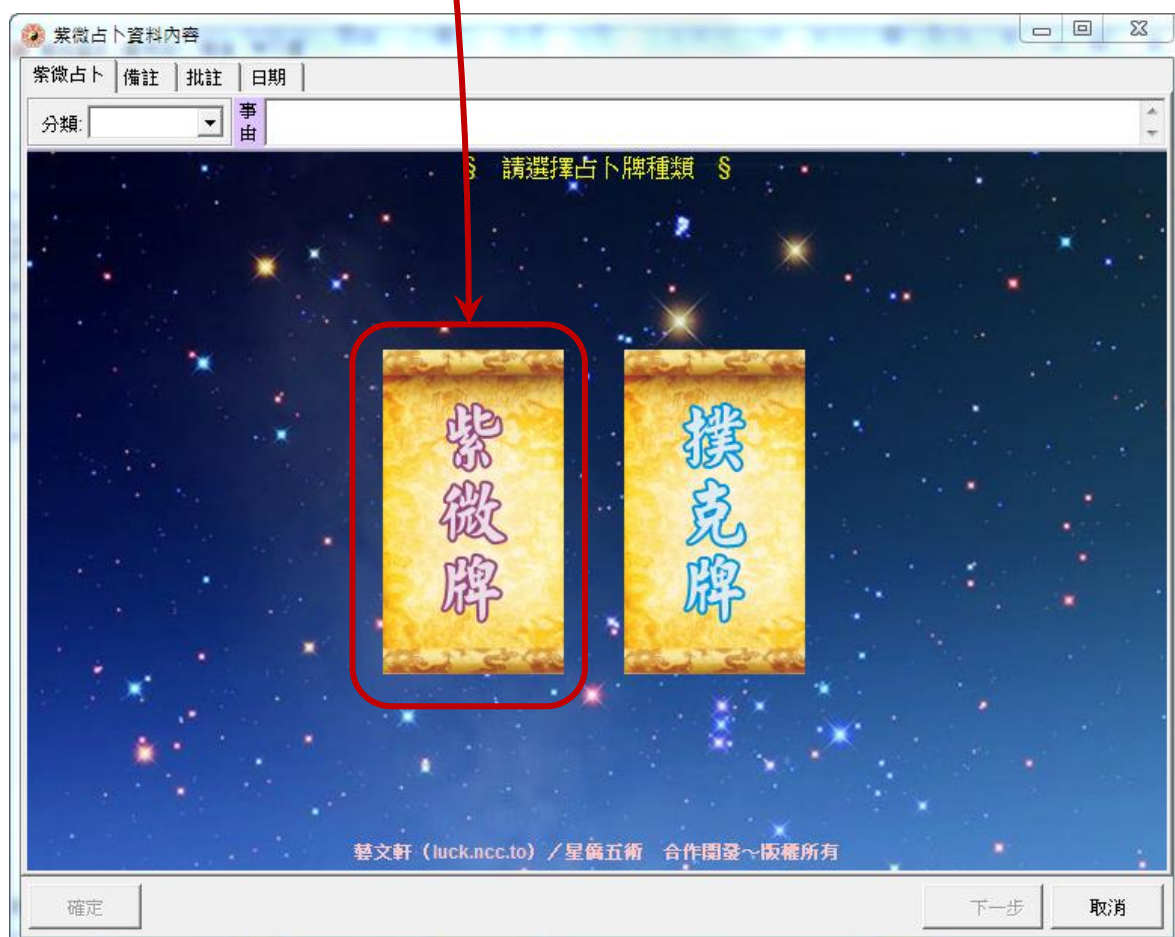 紫微占卜資料內容
紫微占卜 備註 批註 日期
分類: 事由
§ 請選擇占卜牌種類 §
紫微牌
撲克牌
藝文軒（luck.ncc.to）／星僑五術 合作開發～版權所有
確定 下一步 取消